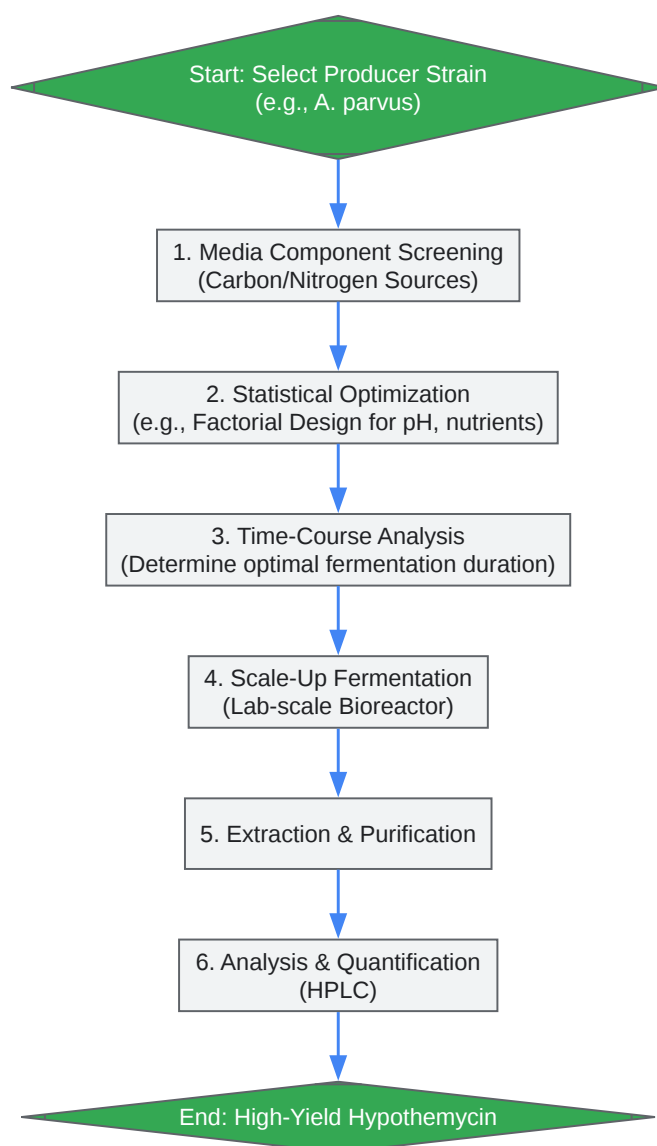 Start: Select Producer Strain
(e.g., A. parvus)
1. Media Component Screening
(Carbon/Nitrogen Sources)
2. Statistical Optimization
(e.g., Factorial Design for pH, nutrients)
3. Time-Course Analysis
(Determine optimal fermentation duration)
4. Scale-Up Fermentation
(Lab-scale Bioreactor)
5. Extraction & Purification
6. Analysis & Quantification
(HPLC)
End: High-Yield Hypothemycin